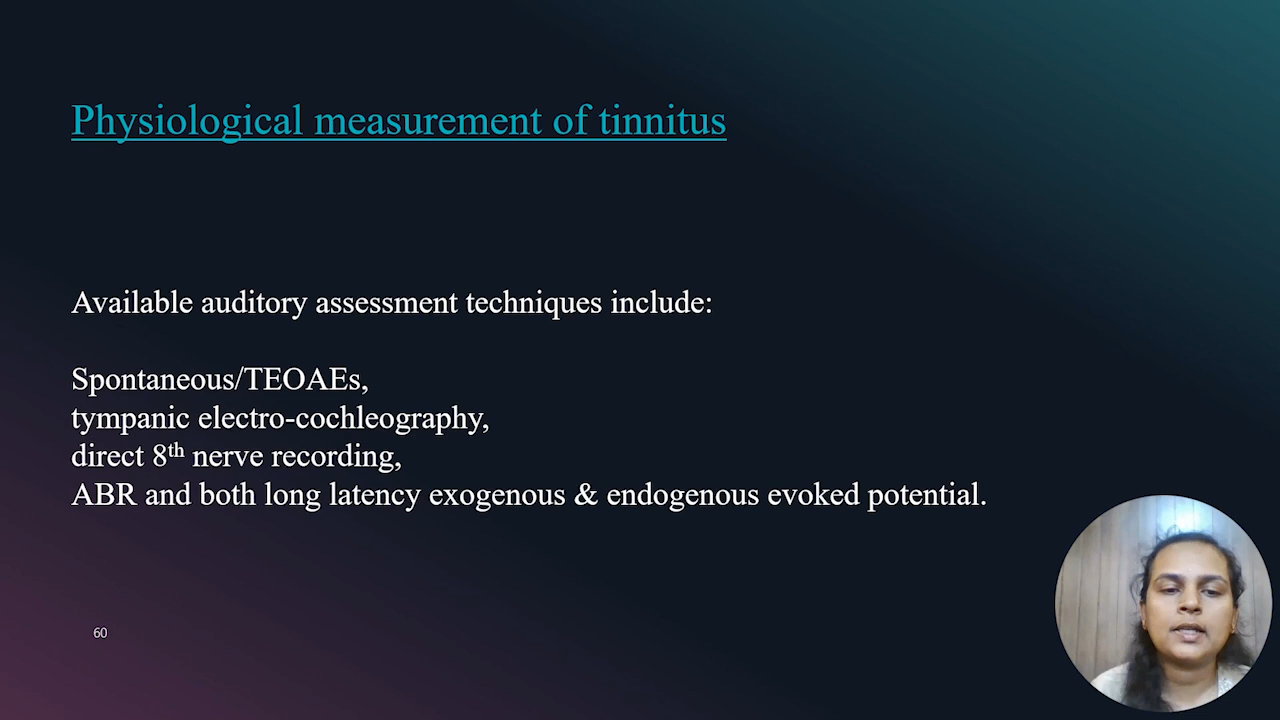 Physiological measurement of tinnitus
Available auditory assessment techniques include:
Spontaneous/TEOAEs,
tympanic electro-cochleography,
direct 8th nerve recording,
ABR and both long latency exogenous & endogenous evoked potential.
60